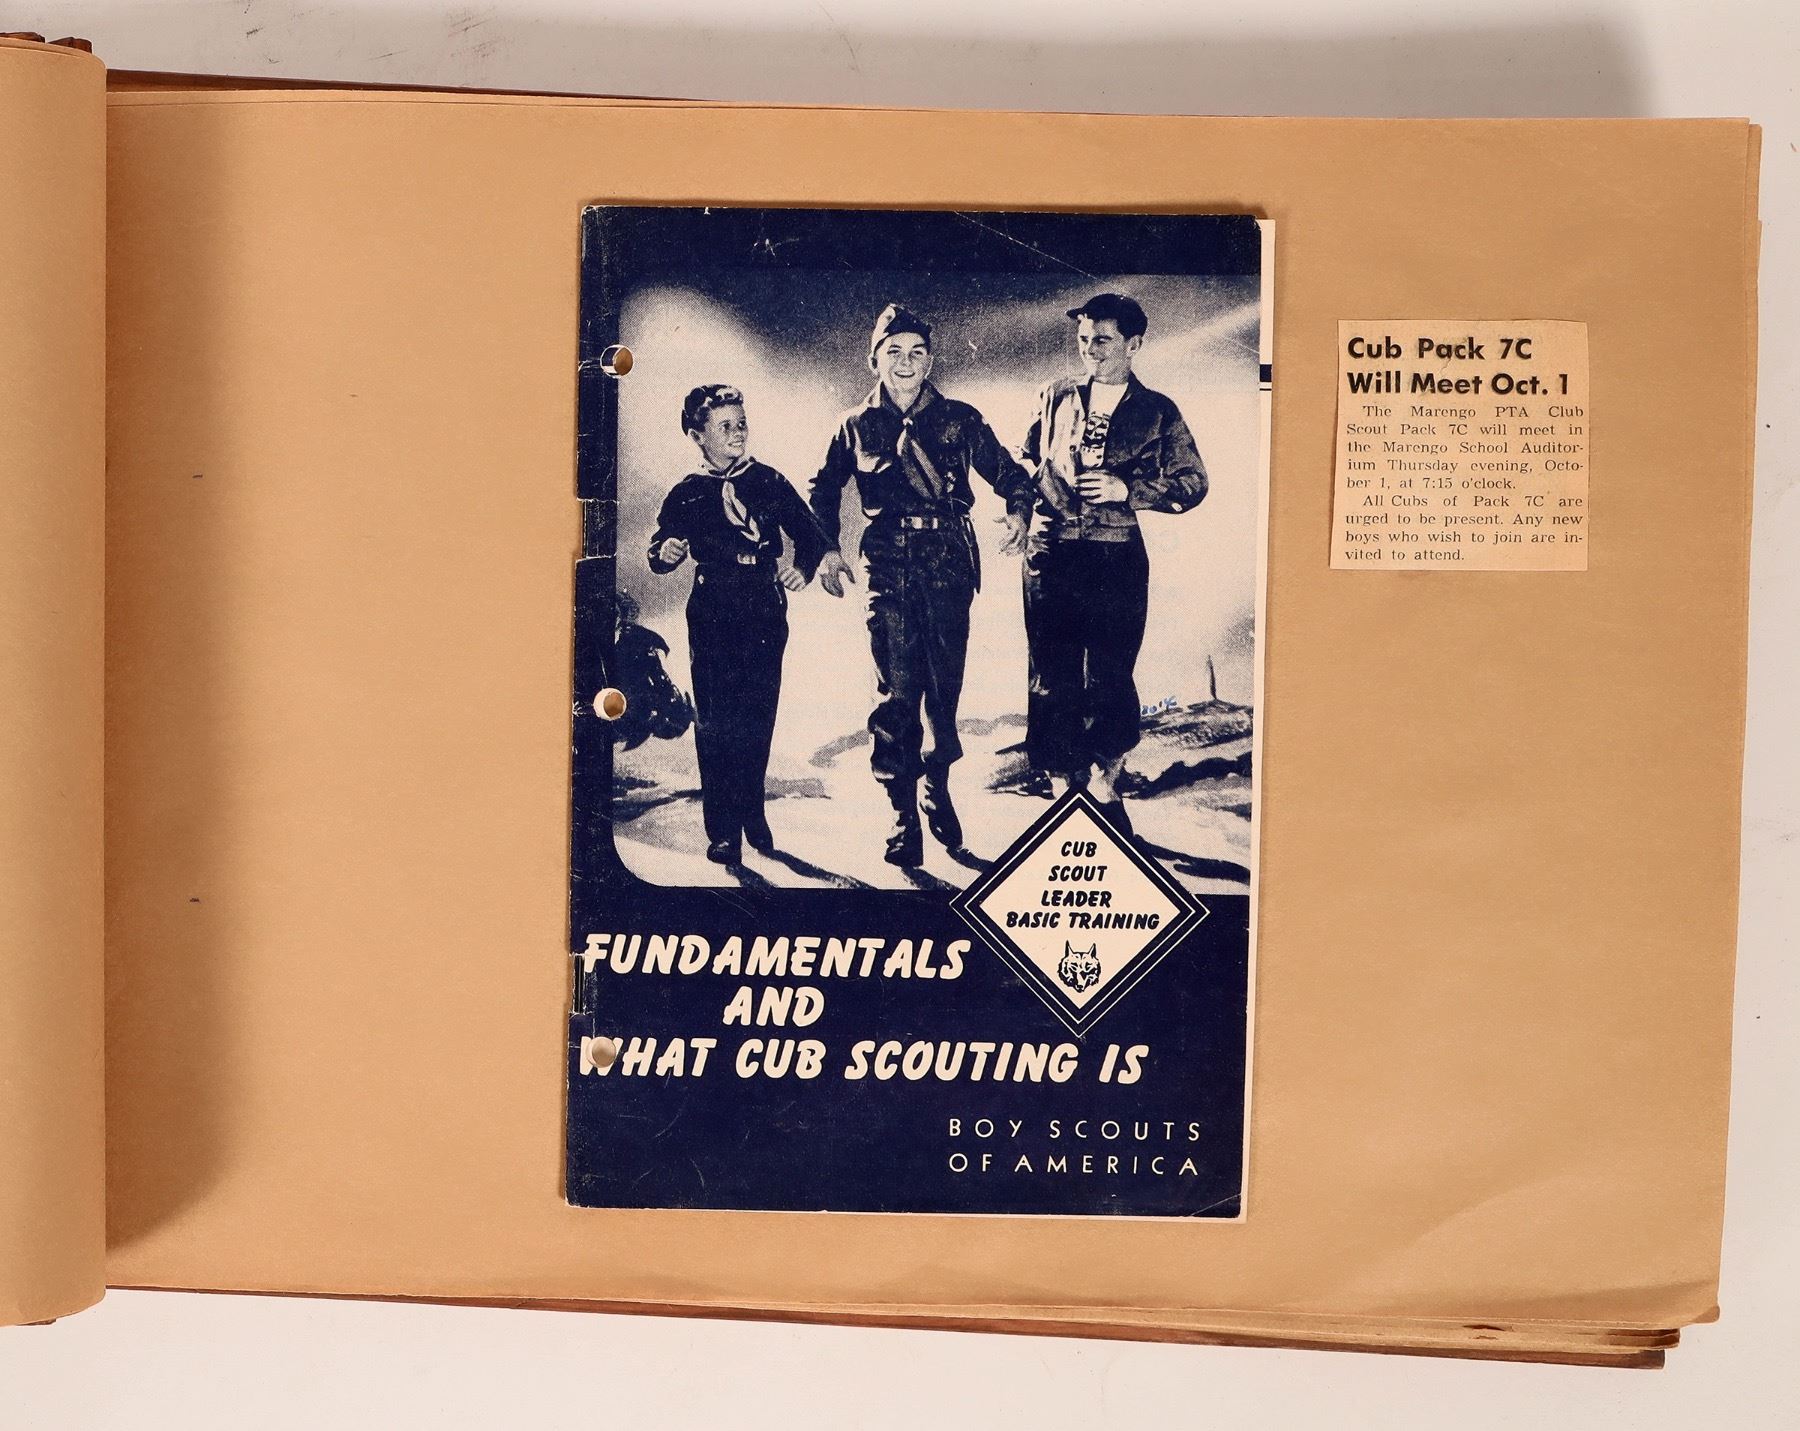 CUB
SCOUT
LEADER
BASIC TRAINING
FUNDAMENTALS
AND
WHAT CUB SCOUTING IS
BOY SCOUTS
OF AMERICA
Cub Pack 7C
Will Meet Oct. 1
The Marengo PTA Club
Scout Pack 7C will meet in
the Marengo School Auditor-
ium Thursday evening, Octo-
ber 1, at 7:15 o'clock.
All Cubs of Pack 7C are
urged to be present. Any new
boys who wish to join are in-
vited to attend.